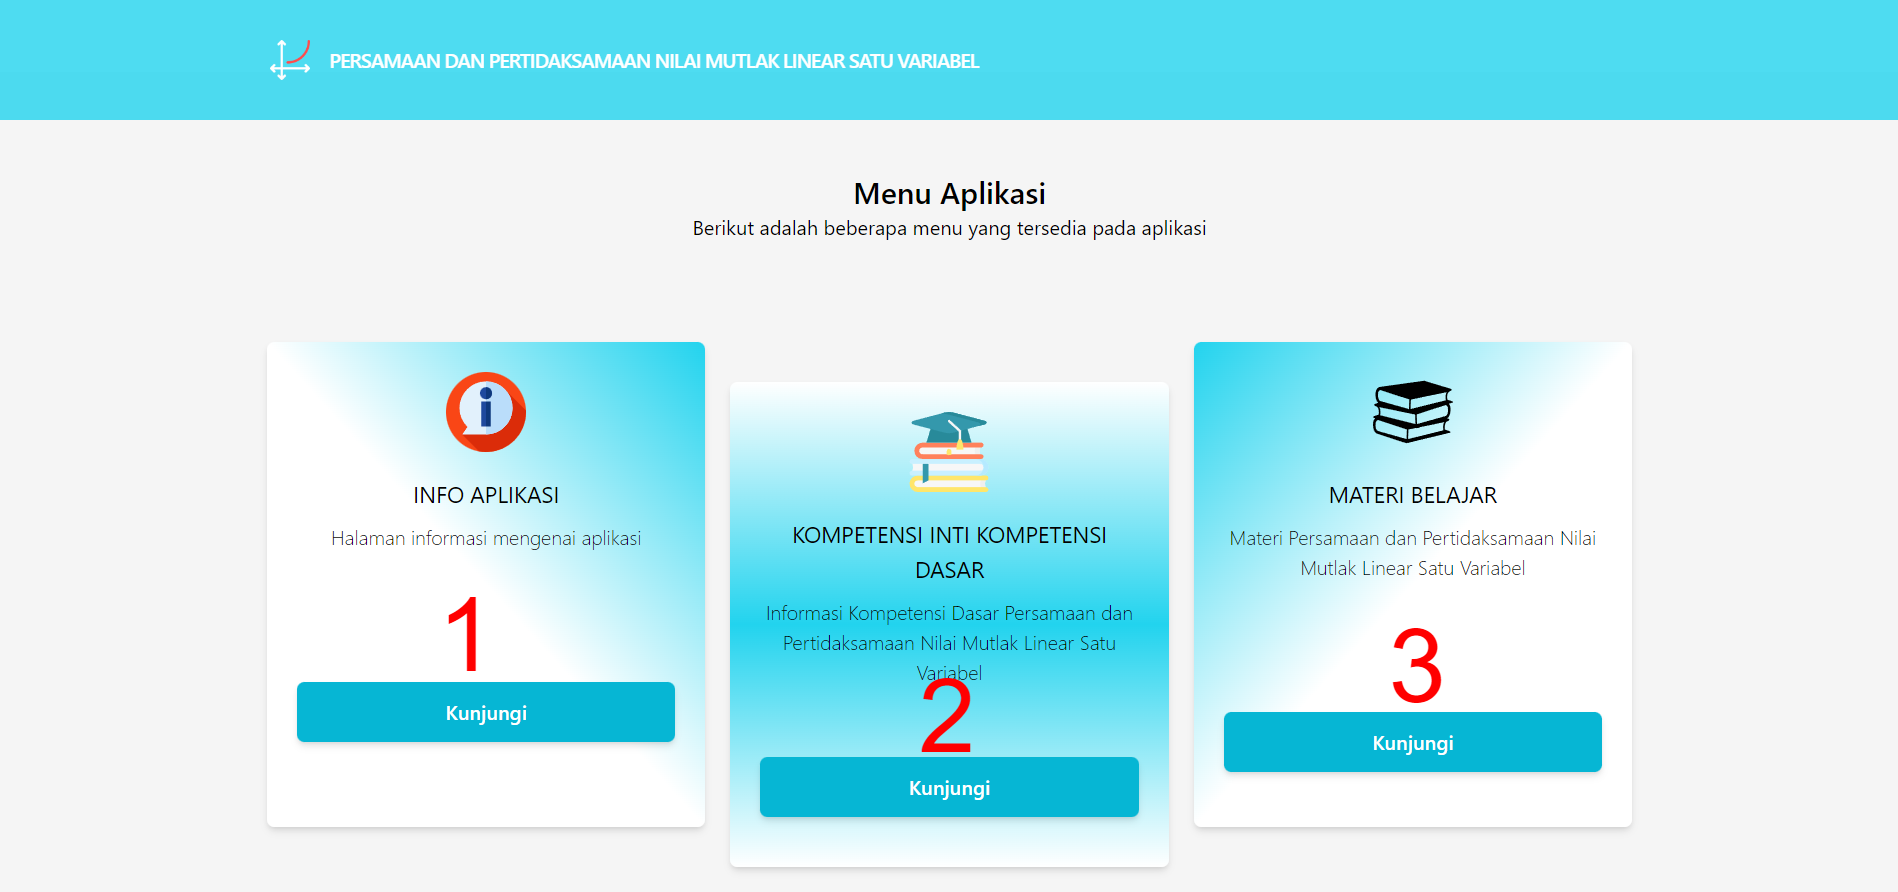 PERSAMAAN DAN PERTIDAKSAMAAN NILAI MUTLAK LINEAR SATU VARIABEL
Menu Aplikasi
Berikut adalah beberapa menu yang tersedia pada aplikasi
INFO APLIKASI
Halaman informasi mengenai aplikasi
1
Kunjungi
KOMPETENSI INTI KOMPETENSI
DASAR
Informasi Kompetensi Dasar Persamaan dan
Pertidaksamaan Nilai Mutlak Linear Satu
Variabel
2
Kunjungi
MATERI BELAJAR
Materi Persamaan dan Pertidaksamaan Nilai
Mutlak Linear Satu Variabel
3
Kunjungi